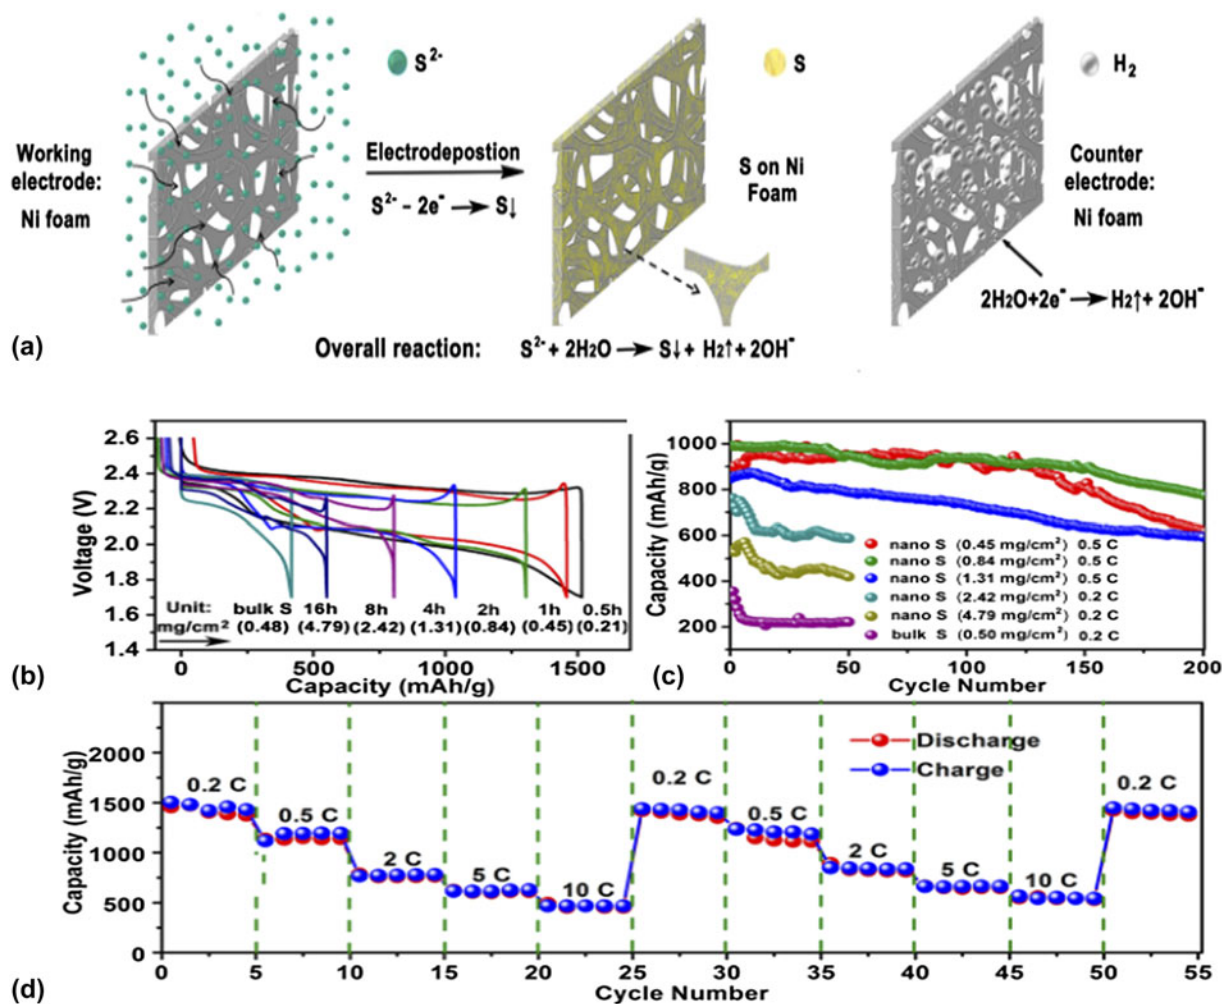 S²⁻
S
H₂
Working
electrode:
Ni foam
Electrodepostion
S²⁻ – 2e⁻ → S↓
S on Ni
Foam
Counter
electrode:
Ni foam
2H₂O+2e⁻ → H₂↑+ 2OH⁻
(a)
Overall reaction: S²⁻ + 2H₂O → S↓ + H₂↑ + 2OH⁻
2.6
2.4
2.2
2.0
1.8
1.6
1.4
Voltage (V)
Unit: bulk S 16h 8h 4h 2h 1h 0.5h
mg/cm² (0.48) (4.79) (2.42) (1.31) (0.84) (0.45) (0.21)
0 500 1000 1500
(b)
Capacity (mAh/g)
1000
800
600
400
200
Capacity (mAh/g)
nano S (0.45 mg/cm²) 0.5 C
nano S (0.84 mg/cm²) 0.5 C
nano S (1.31 mg/cm²) 0.5 C
nano S (2.42 mg/cm²) 0.2 C
nano S (4.79 mg/cm²) 0.2 C
bulk S (0.50 mg/cm²) 0.2 C
0 50 100 150 200
(c)
Cycle Number
2000
1500
1000
500
0
Capacity (mAh/g)
Discharge
Charge
0.2 C 0.5 C 2 C 5 C 10 C 0.2 C 0.5 C 2 C 5 C 10 C 0.2 C
0 5 10 15 20 25 30 35 40 45 50 55
(d)
Cycle Number